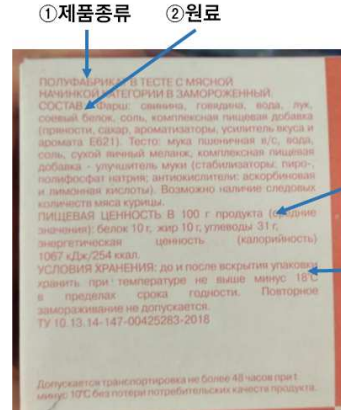 ①제품종류 ②원료
ПОЛУФАБРИКАТ В ТЕСТЕ С МЯСНОЙ
НАЧИНКОЙ КАТЕГОРИИ В ЗАМОРОЖЕННЫЙ
СОСТАВ: Фарш: свинина, говядина, вода, лук,
соевый белок, соль, комплексная пищевая добавка
(пряности, сахар, ароматизаторы, усилитель вкуса и
аромата Е621). Тесто: мука пшеничная в/с, вода,
соль, сухой яичный меланж, комплексная пищевая
добавка - улучшитель муки (стабилизаторы: пиро-,
полифосфат натрия; антиокислители: аскорбиновая
и лимонная кислоты). Возможно наличие следовых
количеств мяса курицы.
ПИЩЕВАЯ ЦЕННОСТЬ В 100 г продукта (средние
значения): белок 10 г, жир 10 г, углеводы 31 г,
энергетическая ценность (калорийность)
1067 кДж/254 ккал.
УСЛОВИЯ ХРАНЕНИЯ: до и после вскрытия упаковки
хранить при температуре не выше минус 18°С
в пределах срока годности. Повторное
замораживание не допускается.
ТУ 10.13.14-147-00425283-2018
Допускается транспортировка не более 48 часов при t
минус 10°С без потери потребительских качеств продукта.